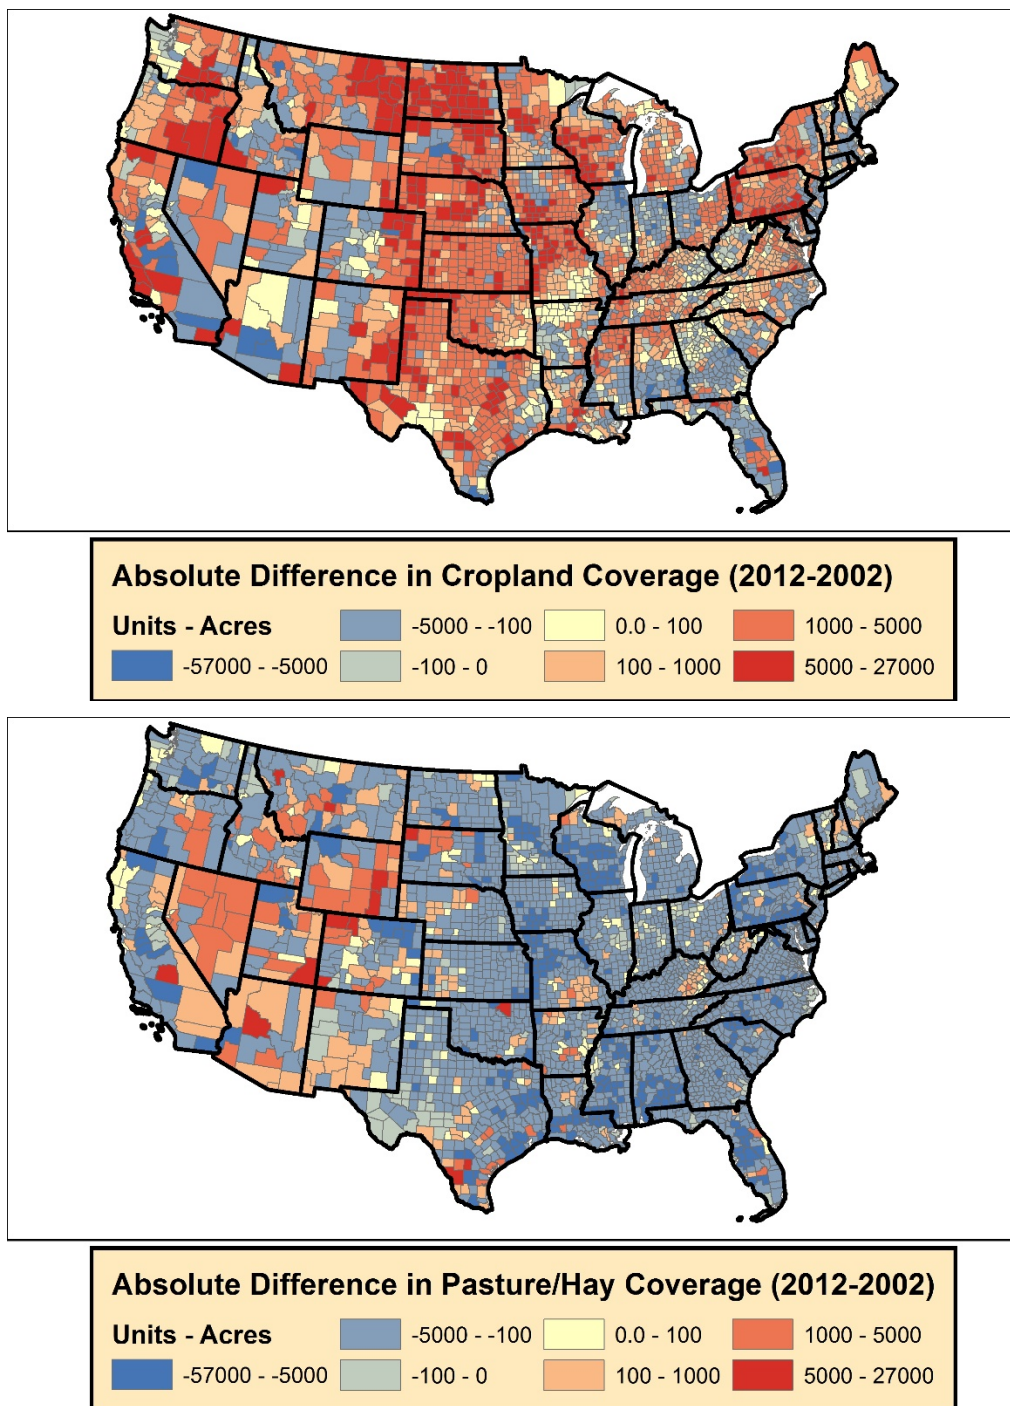 Absolute Difference in Cropland Coverage (2012-2002)
Units - Acres
-5000 - -100
0.0 - 100
1000 - 5000
-57000 - -5000
-100 - 0
100 - 1000
5000 - 27000
Absolute Difference in Pasture/Hay Coverage (2012-2002)
Units - Acres
-5000 - -100
0.0 - 100
1000 - 5000
-57000 - -5000
-100 - 0
100 - 1000
5000 - 27000